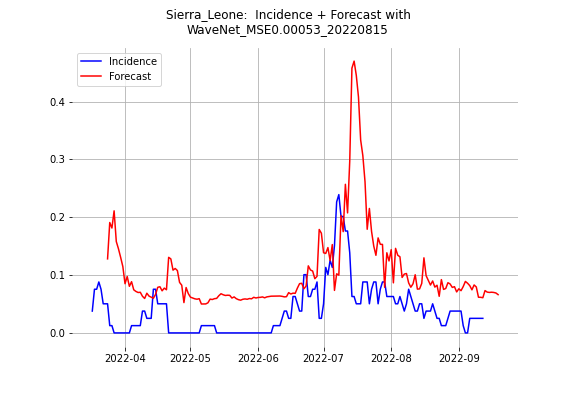 Sierra_Leone: Incidence + Forecast with
WaveNet_MSE0.00053_20220815
Incidence
Forecast
0.4
0.3
0.2
0.1
0.0
2022-04 2022-05 2022-06 2022-07 2022-08 2022-09